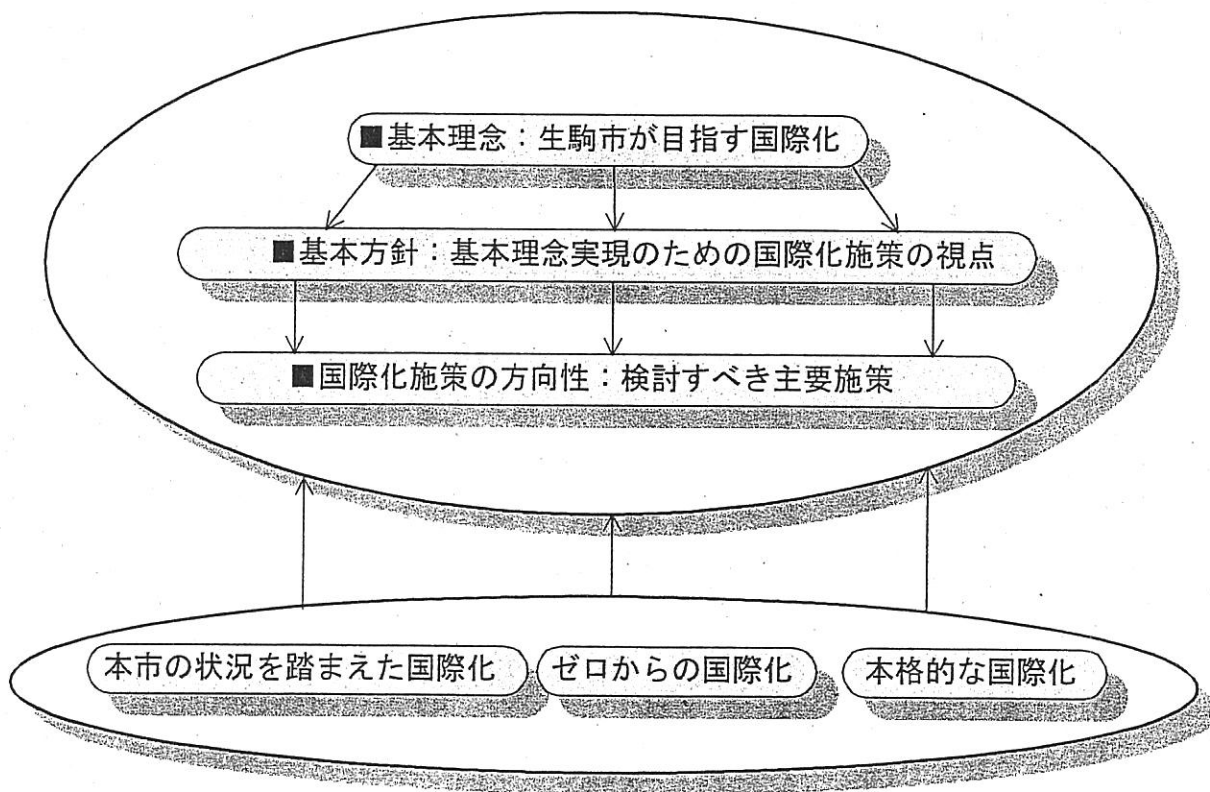 ■基本理念：生駒市が目指す国際化
■基本方針：基本理念実現のための国際化施策の視点
■国際化施策の方向性：検討すべき主要施策
本市の状況を踏まえた国際化
ゼロからの国際化
本格的な国際化